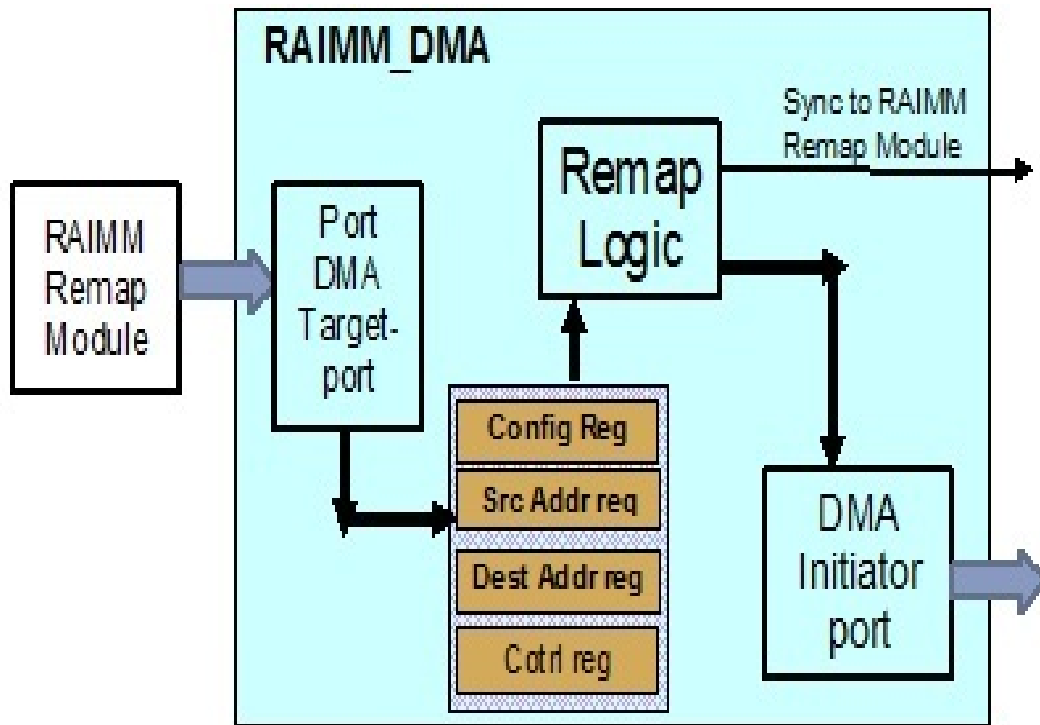 RAIMM_DMA
Sync to RAIMM
Remap Module
Remap
Logic
RAIMM
Remap
Module
Port
DMA
Target-
port
Config Reg
Src Addr reg
Dest Addr reg
Cotrl reg
DMA
Initiator
port